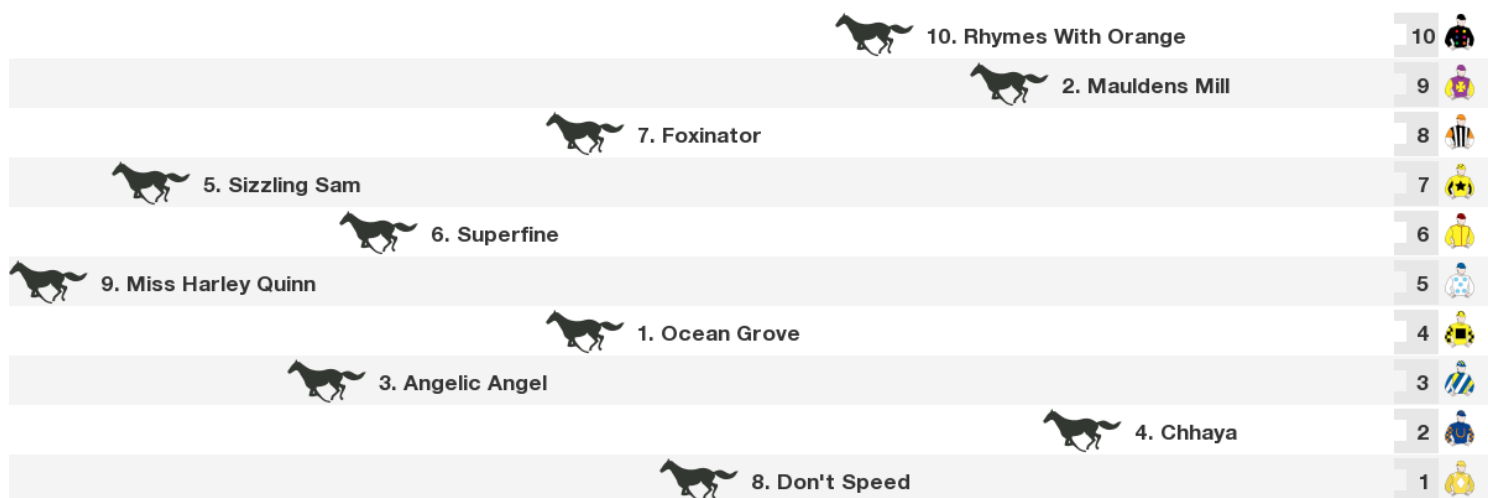 10. Rhymes With Orange 10
2. Mauldens Mill 9
7. Foxinator 8
5. Sizzling Sam 7
6. Superfine 6
9. Miss Harley Quinn 5
1. Ocean Grove 4
3. Angelic Angel 3
4. Chhaya 2
8. Don't Speed 1